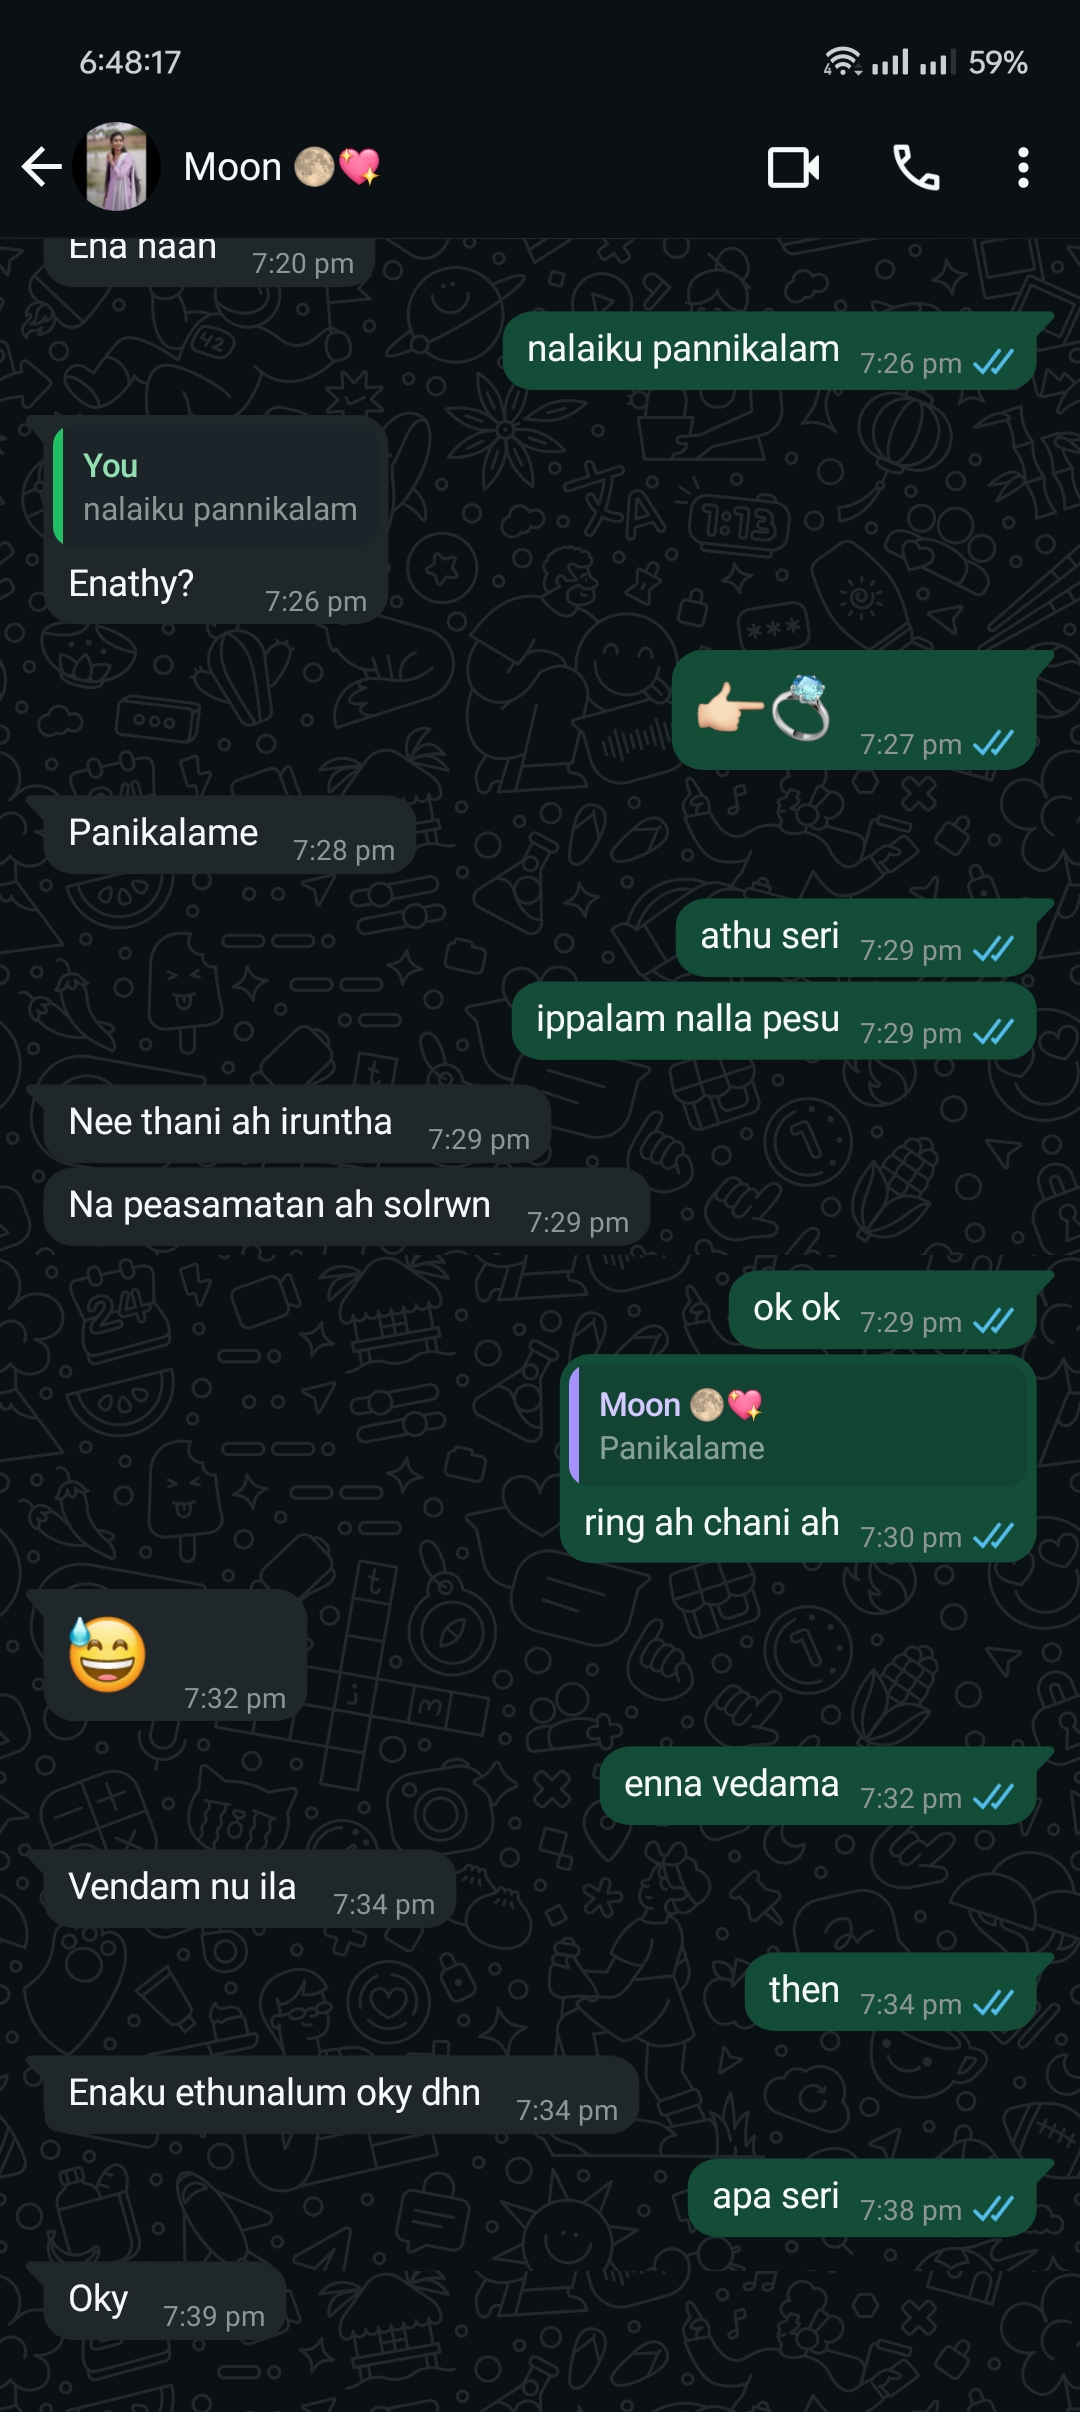 6:48:17
59%
Moon 🌕💖
Ena naan
7:20 pm
nalaiku pannikalam 7:26 pm
You
nalaiku pannikalam
Enathy? 7:26 pm
👉🏻💍 7:27 pm
Panikalame 7:28 pm
athu seri 7:29 pm
ippalam nalla pesu 7:29 pm
Nee thani ah iruntha 7:29 pm
Na peasamatan ah solrwn 7:29 pm
ok ok 7:29 pm
Moon 🌕💖
Panikalame
ring ah chani ah 7:30 pm
😅 7:32 pm
enna vedama 7:32 pm
Vendam nu ila 7:34 pm
then 7:34 pm
Enaku ethunalum oky dhn 7:34 pm
apa seri 7:38 pm
Oky 7:39 pm